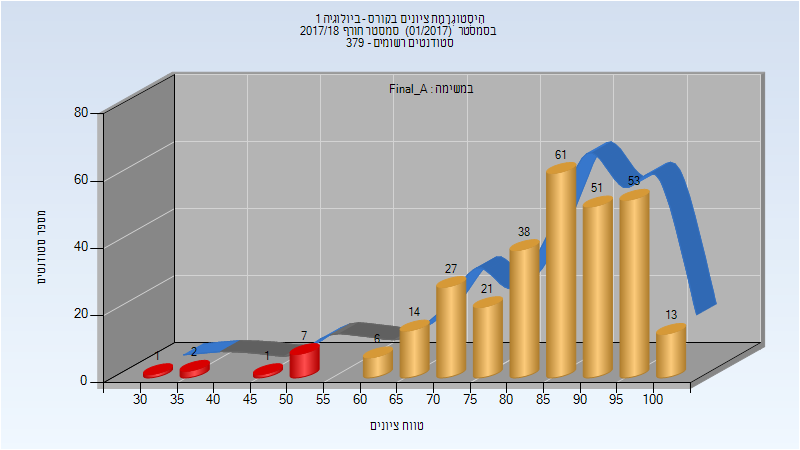 היסטוגרמת ציונים בקורס - ביולוגיה 1
בסמסטר (01/2017) סמסטר חורף 2017/18
סטודנטים רשומים - 379
במשימה : Final_A
מספר סטודנטים
80
60
40
20
0
1
2
1
7
6
14
27
21
38
61
51
53
13
30 35 40 45 50 55 60 65 70 75 80 85 90 95 100
טווח ציונים